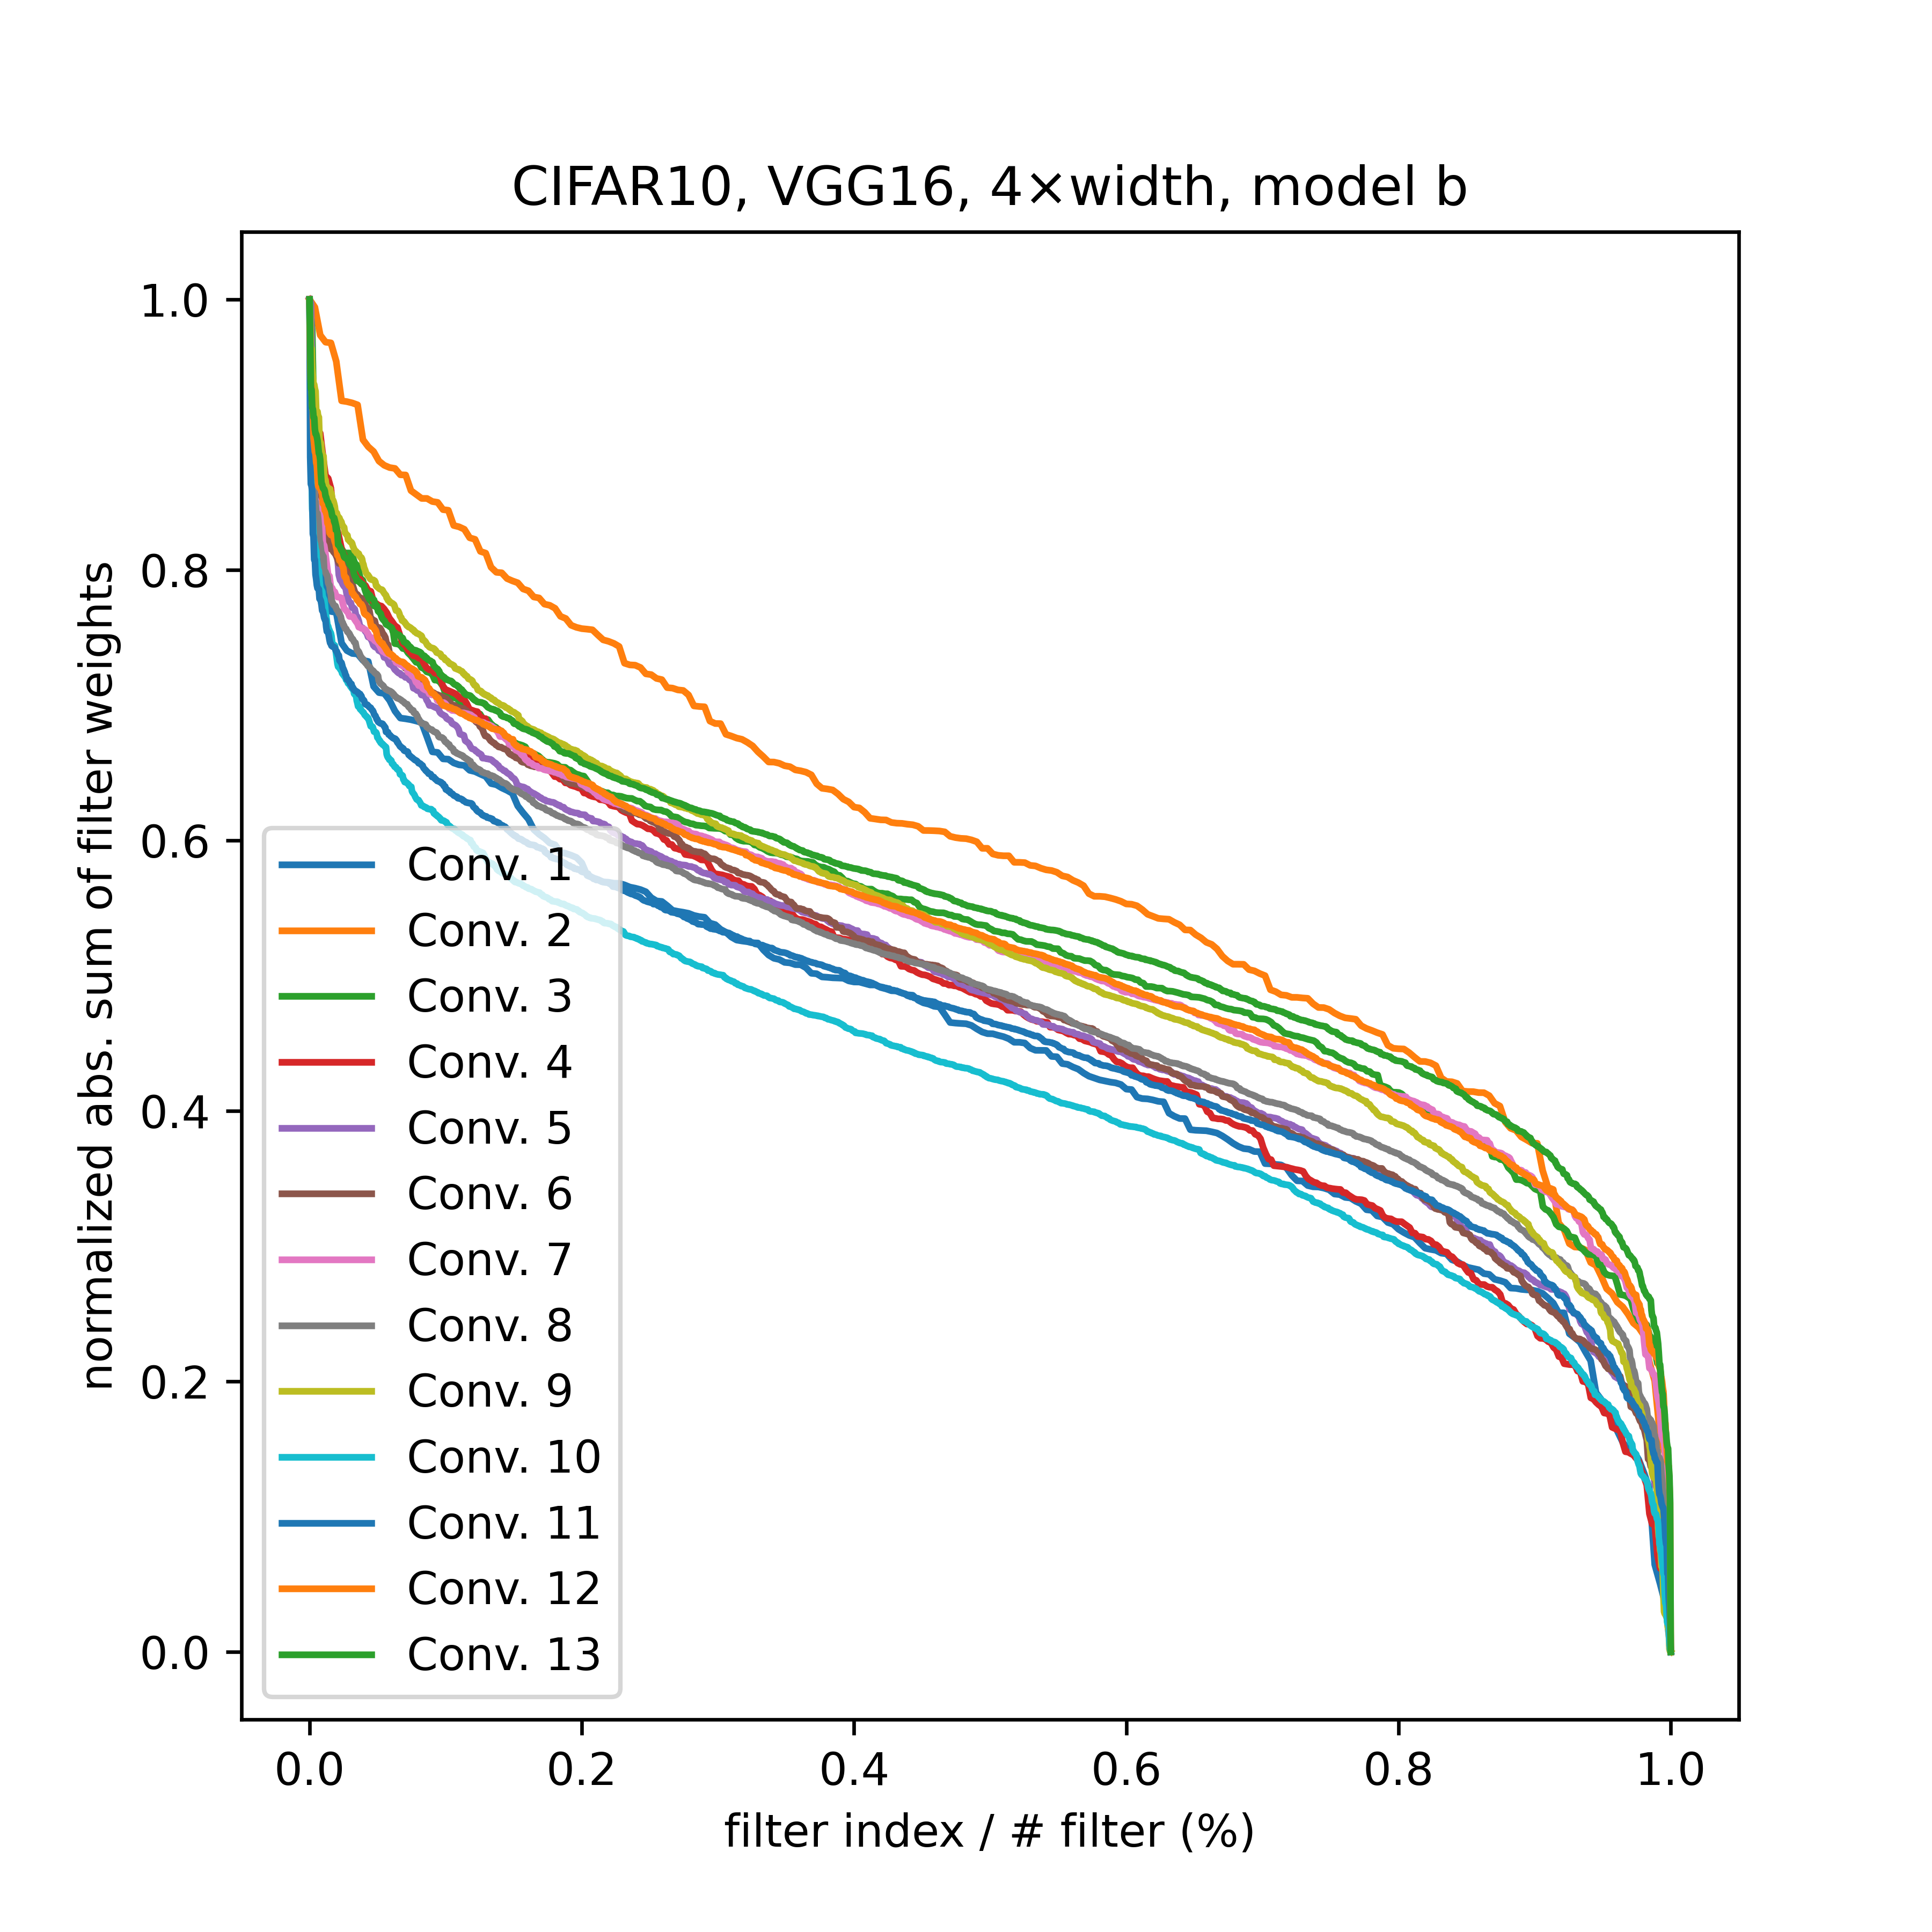 CIFAR10, VGG16, 4×width, model b
normalized abs. sum of filter weights
1.0
0.8
0.6
0.4
0.2
0.0
Conv. 1
Conv. 2
Conv. 3
Conv. 4
Conv. 5
Conv. 6
Conv. 7
Conv. 8
Conv. 9
Conv. 10
Conv. 11
Conv. 12
Conv. 13
0.0 0.2 0.4 0.6 0.8 1.0
filter index / # filter (%)